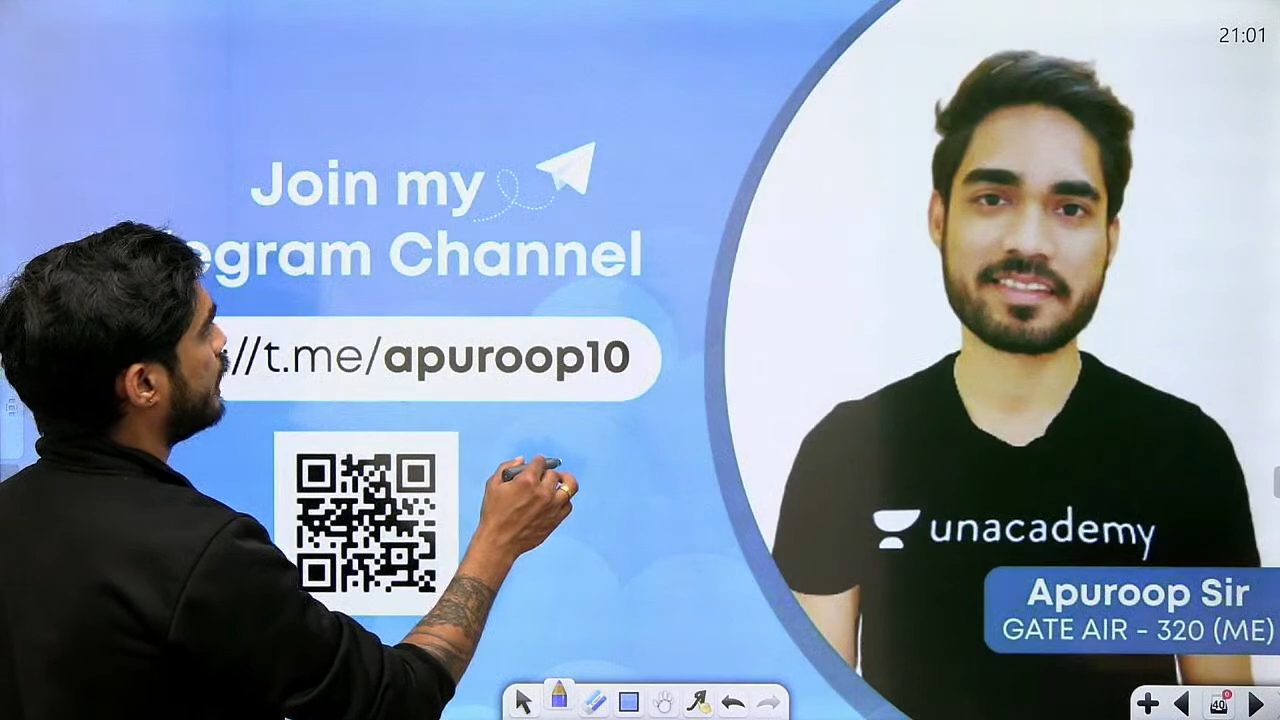 21:01
Join my
egram Channel
//t.me/apuroop10
unacademy
Apuroop Sir
GATE AIR - 320 (ME)
40